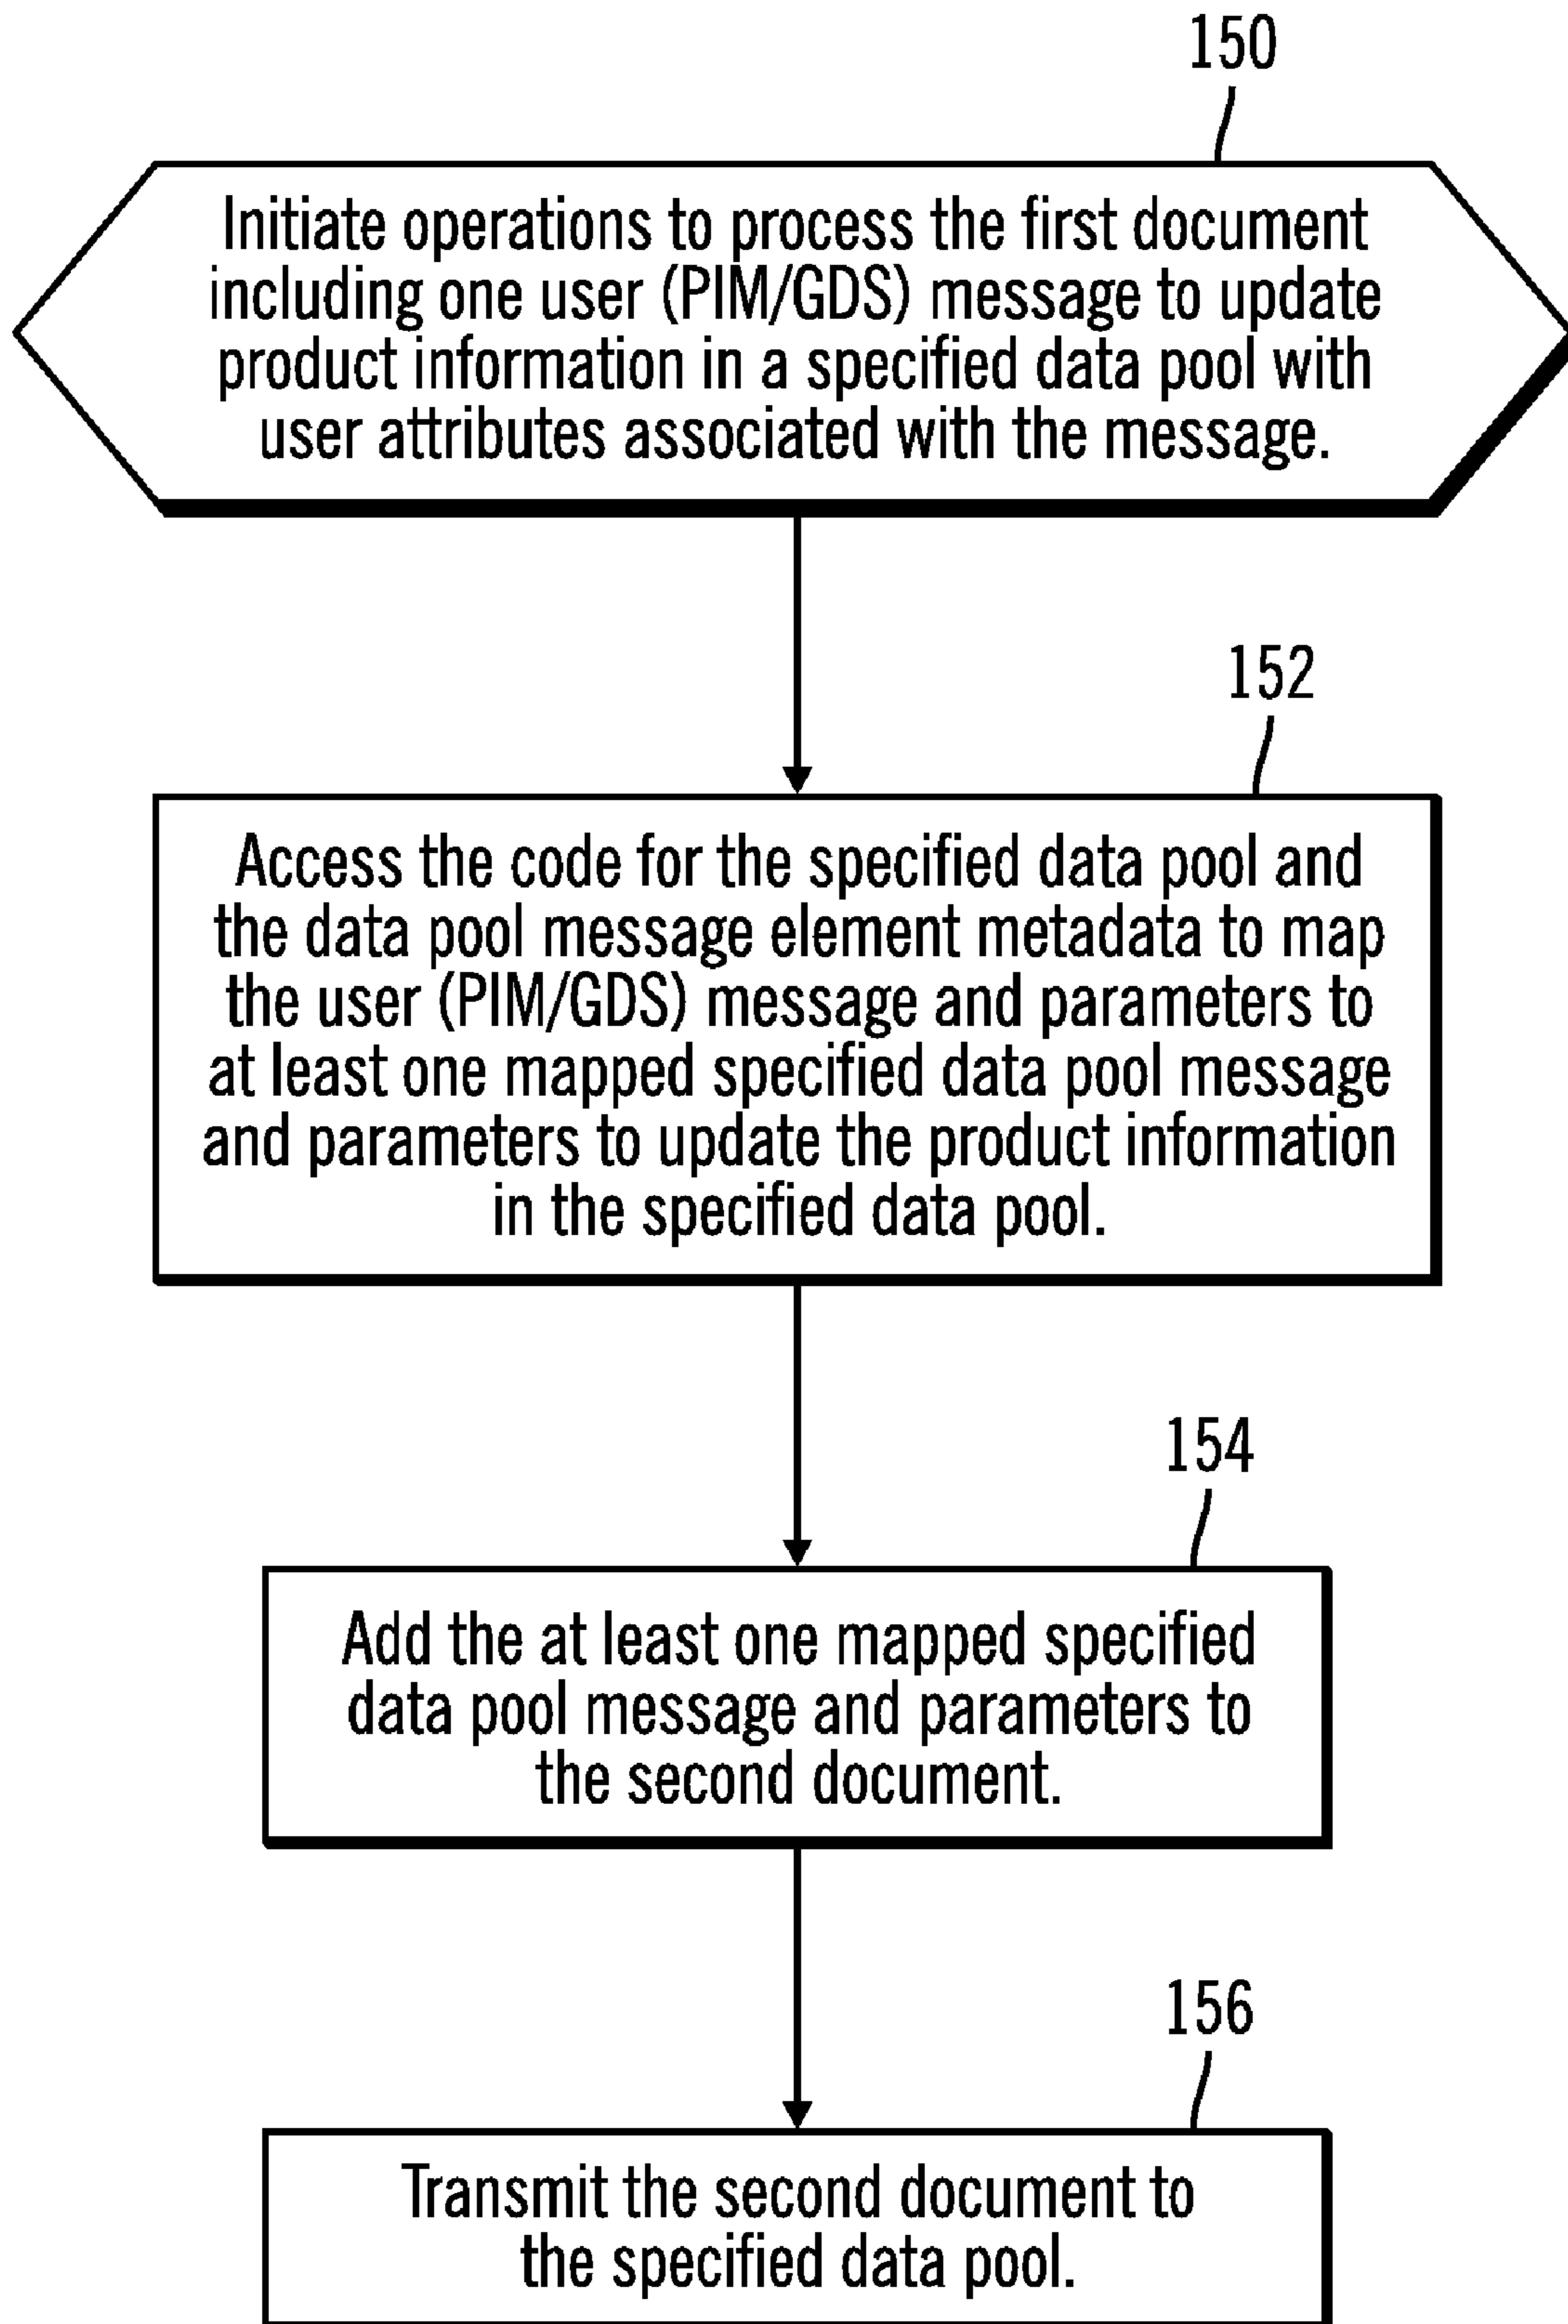 150
Initiate operations to process the first document
including one user (PIM/GDS) message to update
product information in a specified data pool with
user attributes associated with the message.
152
Access the code for the specified data pool and
the data pool message element metadata to map
the user (PIM/GDS) message and parameters to
at least one mapped specified data pool message
and parameters to update the product information
in the specified data pool.
154
Add the at least one mapped specified
data pool message and parameters to
the second document.
156
Transmit the second document to
the specified data pool.